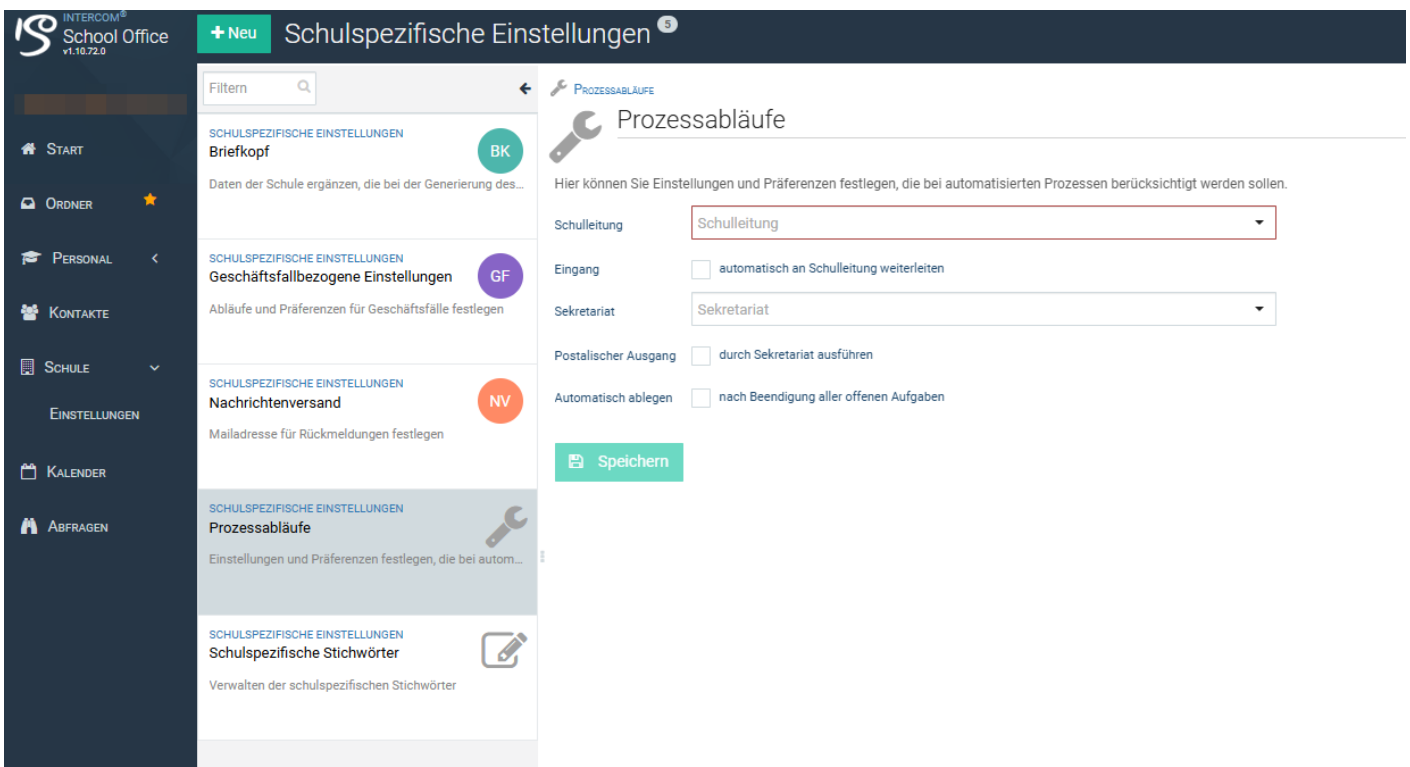 INTERCOM®
School Office
v1.10.72.0
+ Neu
Schulspezifische Einstellungen 5
START
ORDNER
PERSONAL
KONTAKTE
SCHULE
EINSTELLUNGEN
KALENDER
ABFRAGEN
Filtern
SCHULSPEZIFISCHE EINSTELLUNGEN
Briefkopf
BK
Daten der Schule ergänzen, die bei der Generierung des...
SCHULSPEZIFISCHE EINSTELLUNGEN
Geschäftsfallbezogene Einstellungen
GF
Abläufe und Präferenzen für Geschäftsfälle festlegen
SCHULSPEZIFISCHE EINSTELLUNGEN
Nachrichtenversand
NV
Mailadresse für Rückmeldungen festlegen
SCHULSPEZIFISCHE EINSTELLUNGEN
Prozessabläufe
Einstellungen und Präferenzen festlegen, die bei autom...
SCHULSPEZIFISCHE EINSTELLUNGEN
Schulspezifische Stichwörter
Verwalten der schulspezifischen Stichwörter
PROZESSABLÄUFE
Prozessabläufe
Hier können Sie Einstellungen und Präferenzen festlegen, die bei automatisierten Prozessen berücksichtigt werden sollen.
Schulleitung Schulleitung
Eingang automatisch an Schulleitung weiterleiten
Sekretariat Sekretariat
Postalischer Ausgang durch Sekretariat ausführen
Automatisch ablegen nach Beendigung aller offenen Aufgaben
Speichern